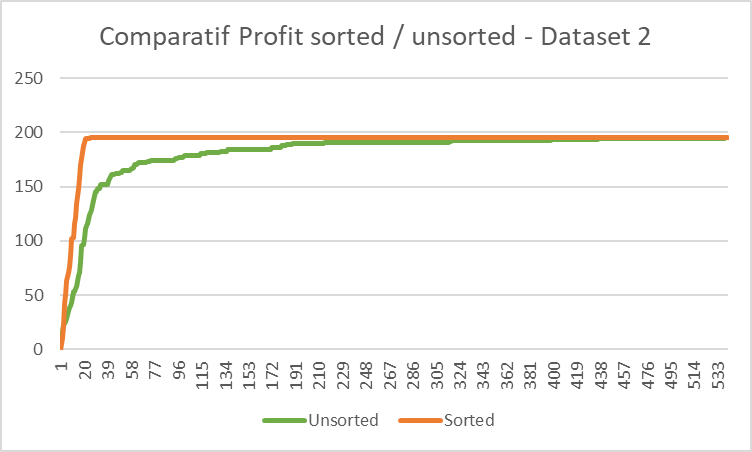 Comparatif Profit sorted / unsorted - Dataset 2
250
200
150
100
50
0
1 20 39 58 77 96 115 134 153 172 191 210 229 248 267 286 305 324 343 362 381 400 419 438 457 476 495 514 533
Unsorted Sorted